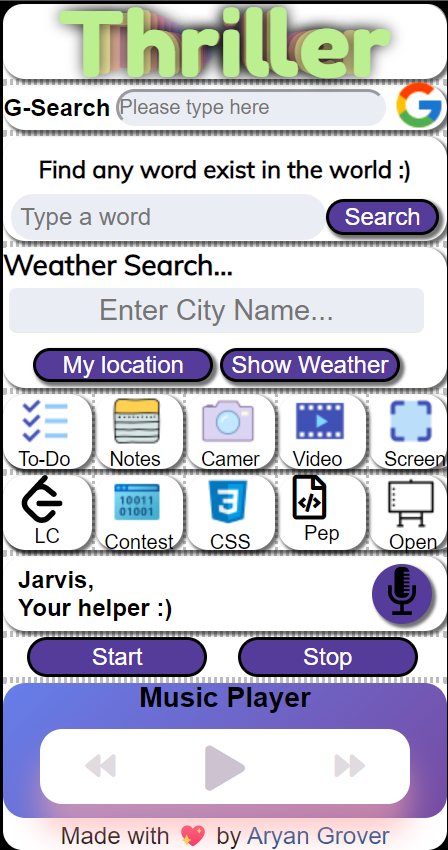 Thriller
G-Search Please type here
Find any word exist in the world :)
Type a word Search
Weather Search...
Enter City Name...
My location Show Weather
To-Do Notes Camer Video Screen
10011
01001
LC Contest CSS Pep Open
Jarvis,
Your helper :)
Start Stop
Music Player
Made with 💖 by Aryan Grover